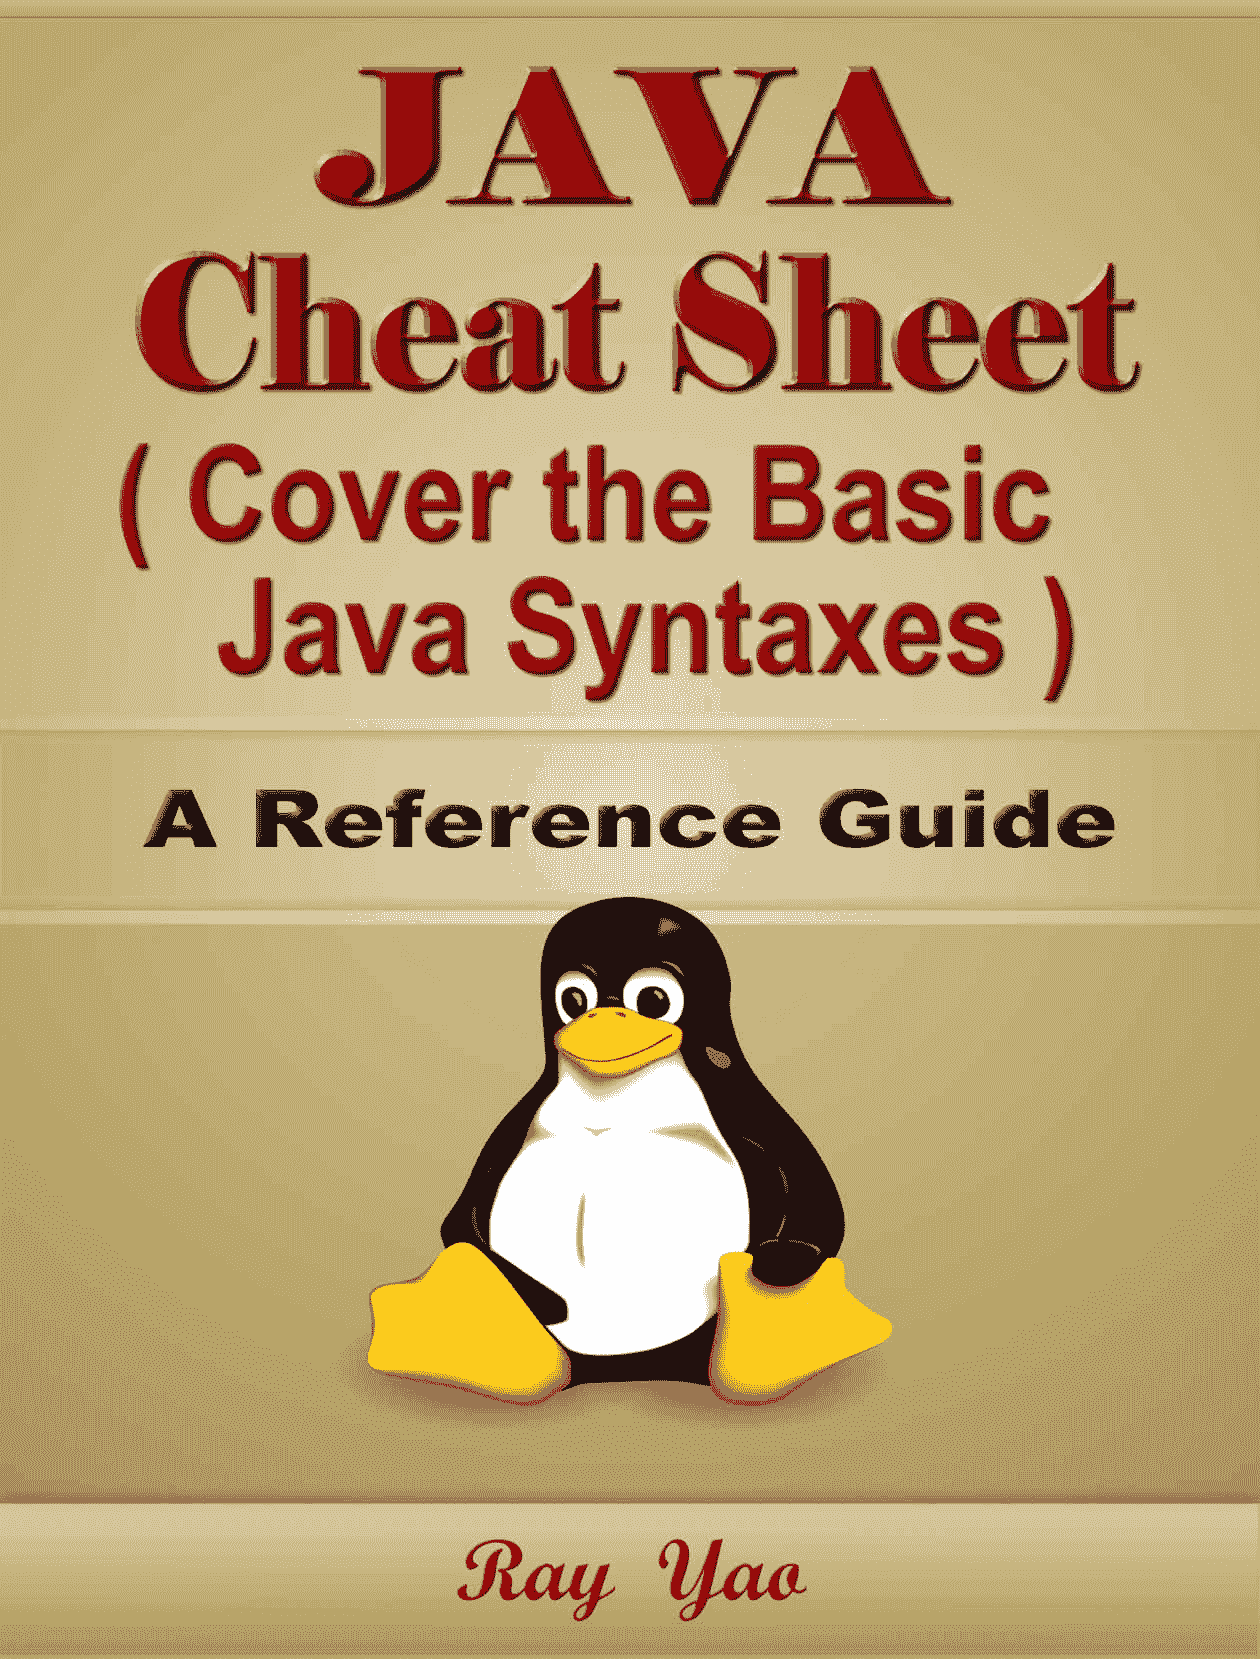 JAVA
Cheat Sheet
( Cover the Basic
Java Syntaxes )
A Reference Guide
Ray Yao